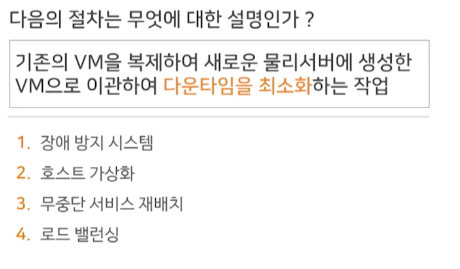 다음의 절차는 무엇에 대한 설명인가 ?
기존의 VM을 복제하여 새로운 물리서버에 생성한
VM으로 이관하여 다운타임을 최소화하는 작업
1. 장애 방지 시스템
2. 호스트 가상화
3. 무중단 서비스 재배치
4. 로드 밸런싱